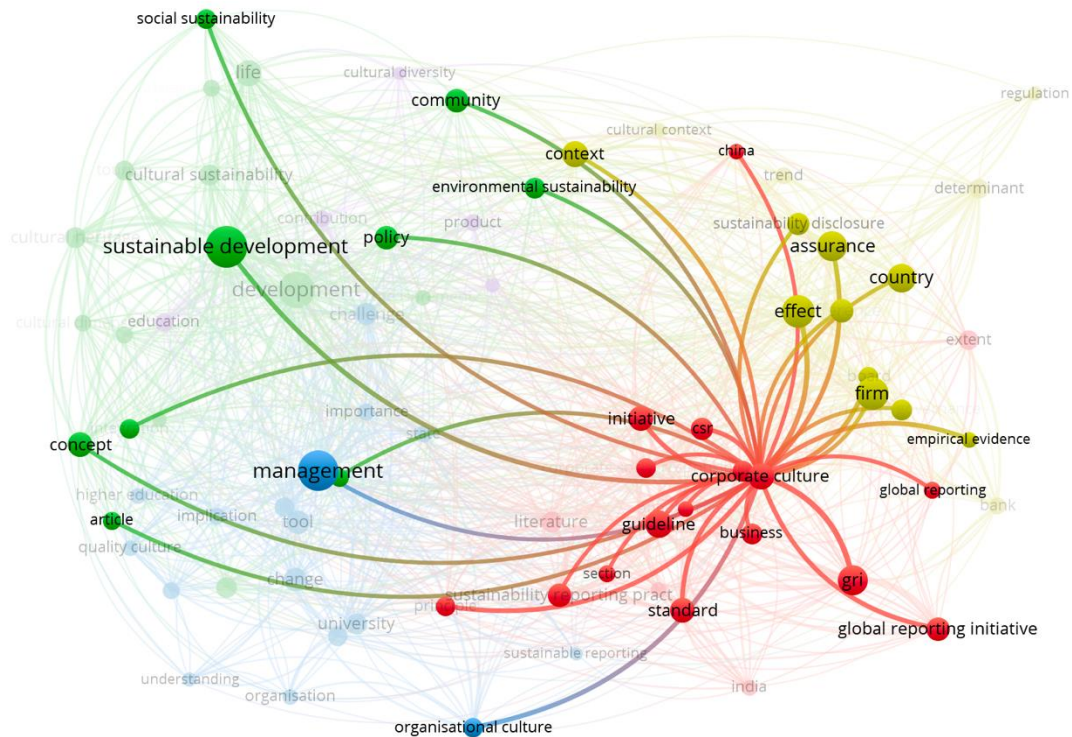 social sustainability
life
cultural diversity
community
regulation
cultural context
china
context
trend
cultural sustainability
environmental sustainability
determinant
contribution
product
sustainability disclosure
policy
sustainable development
assurance
country
development
effect
challenge
education
extent
firm
importance
initiative
csr
state
empirical evidence
concept
management
corporate culture
global reporting
higher education
bank
implication
article
tool
literature
guideline
business
quality culture
section
change
gri
sustainability reporting pract
standard
university
global reporting initiative
sustainable reporting
understanding
organisation
india
organisational culture